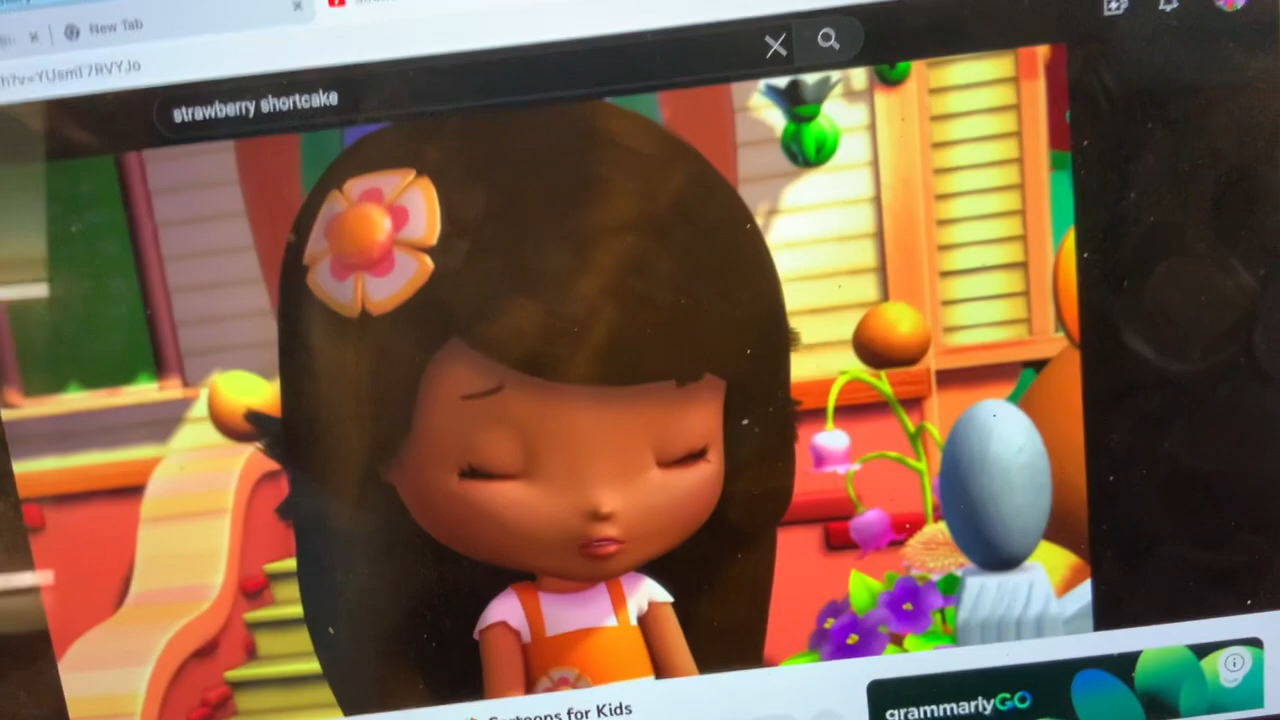 New Tab
strawberry shortcake
Cartoons for Kids
grammarlyGO